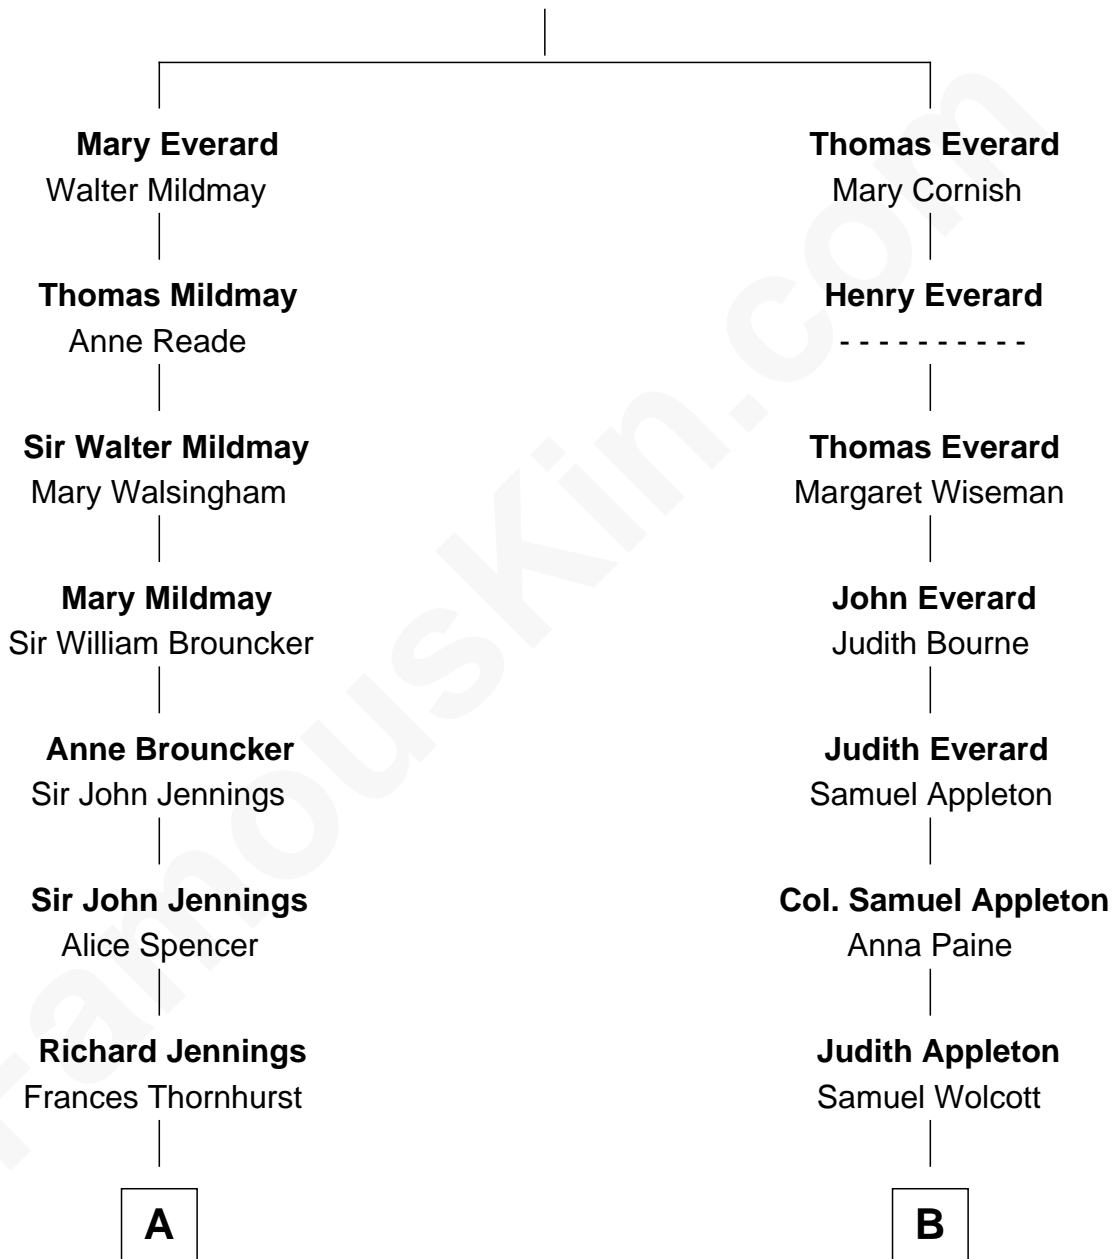 Mary Everard
Walter Mildmay
Thomas Mildmay
Anne Reade
Sir Walter Mildmay
Mary Walsingham
Mary Mildmay
Sir William Brouncker
Anne Brouncker
Sir John Jennings
Sir John Jennings
Alice Spencer
Richard Jennings
Frances Thornhurst
A
Thomas Everard
Mary Cornish
Henry Everard
- - - - - - - - - -
Thomas Everard
Margaret Wiseman
John Everard
Judith Bourne
Judith Everard
Samuel Appleton
Col. Samuel Appleton
Anna Paine
Judith Appleton
Samuel Wolcott
B
FamousKin.com